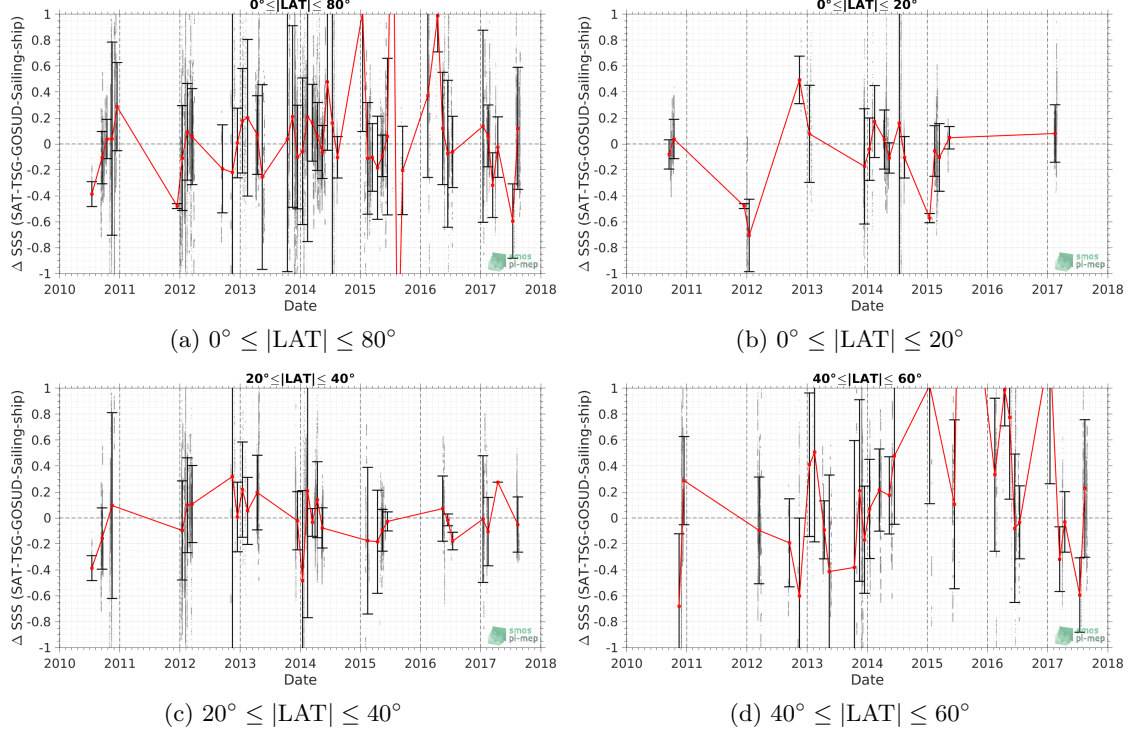 0°≤|LAT|≤ 80°
Δ SSS (SAT-TSG-GOSUD-Sailing-ship)
1
0.8
0.6
0.4
0.2
0
-0.2
-0.4
-0.6
-0.8
-1
2010 2011 2012 2013 2014 2015 2016 2017 2018
Date
smos
pi-mep
(a) 0° ≤ |LAT| ≤ 80°
0°≤|LAT|≤ 20°
Δ SSS (SAT-TSG-GOSUD-Sailing-ship)
1
0.8
0.6
0.4
0.2
0
-0.2
-0.4
-0.6
-0.8
-1
2010 2011 2012 2013 2014 2015 2016 2017 2018
Date
smos
pi-mep
(b) 0° ≤ |LAT| ≤ 20°
20°≤|LAT|≤ 40°
Δ SSS (SAT-TSG-GOSUD-Sailing-ship)
1
0.8
0.6
0.4
0.2
0
-0.2
-0.4
-0.6
-0.8
-1
2010 2011 2012 2013 2014 2015 2016 2017 2018
Date
smos
pi-mep
(c) 20° ≤ |LAT| ≤ 40°
40°≤|LAT|≤ 60°
Δ SSS (SAT-TSG-GOSUD-Sailing-ship)
1
0.8
0.6
0.4
0.2
0
-0.2
-0.4
-0.6
-0.8
-1
2010 2011 2012 2013 2014 2015 2016 2017 2018
Date
smos
pi-mep
(d) 40° ≤ |LAT| ≤ 60°